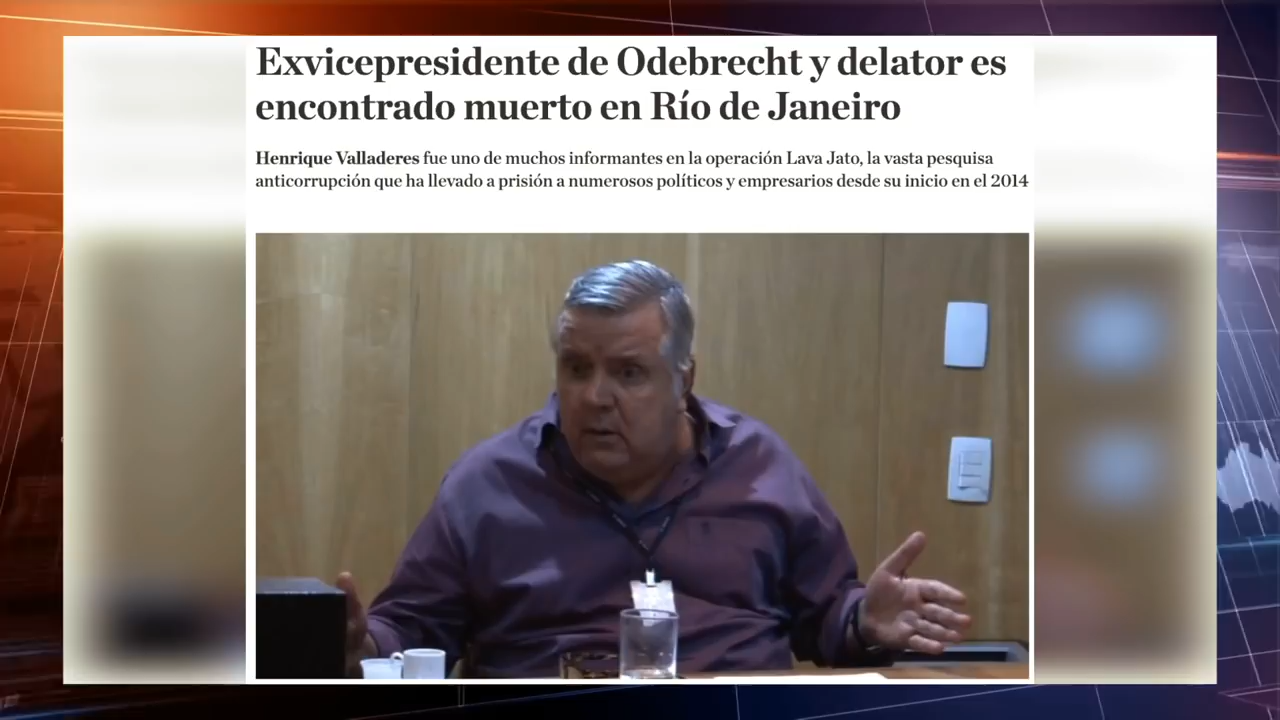 Exvicepresidente de Odebrecht y delator es
encontrado muerto en Río de Janeiro
Henrique Valladeres fue uno de muchos informantes en la operación Lava Jato, la vasta pesquisa
anticorrupción que ha llevado a prisión a numerosos políticos y empresarios desde su inicio en el 2014